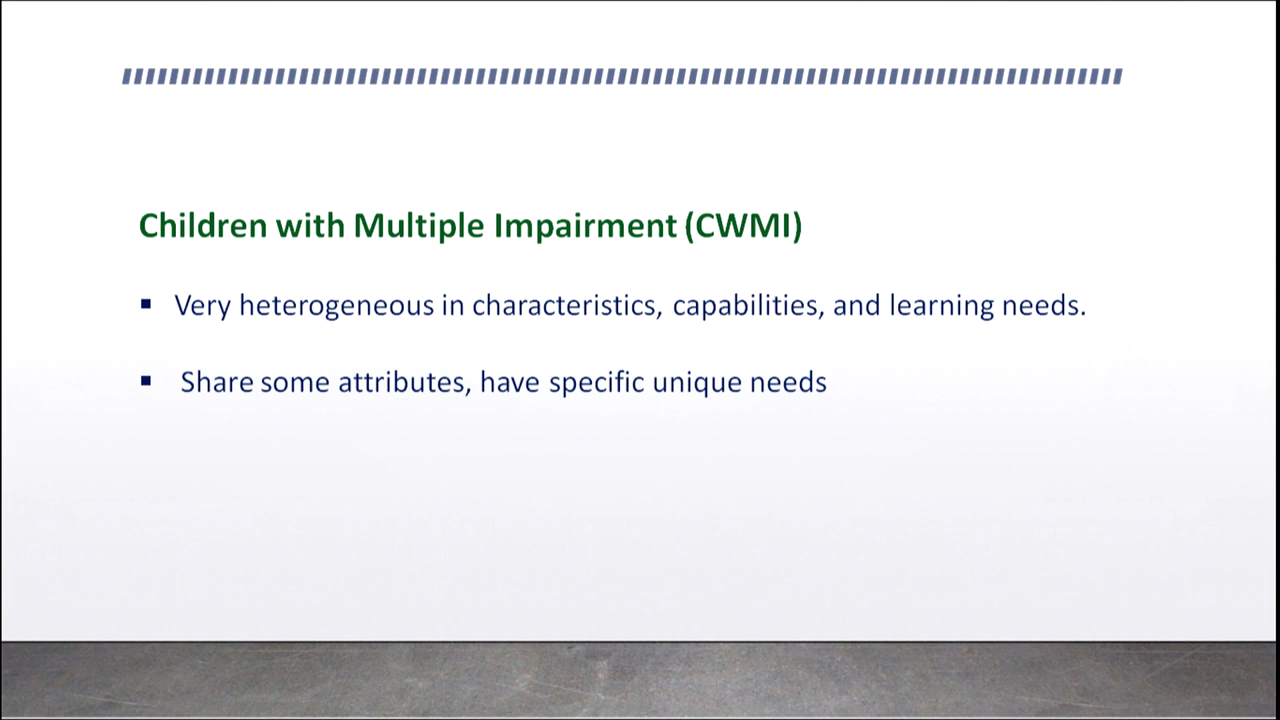 Children with Multiple Impairment (CWMI)
▪ Very heterogeneous in characteristics, capabilities, and learning needs.
▪ Share some attributes, have specific unique needs